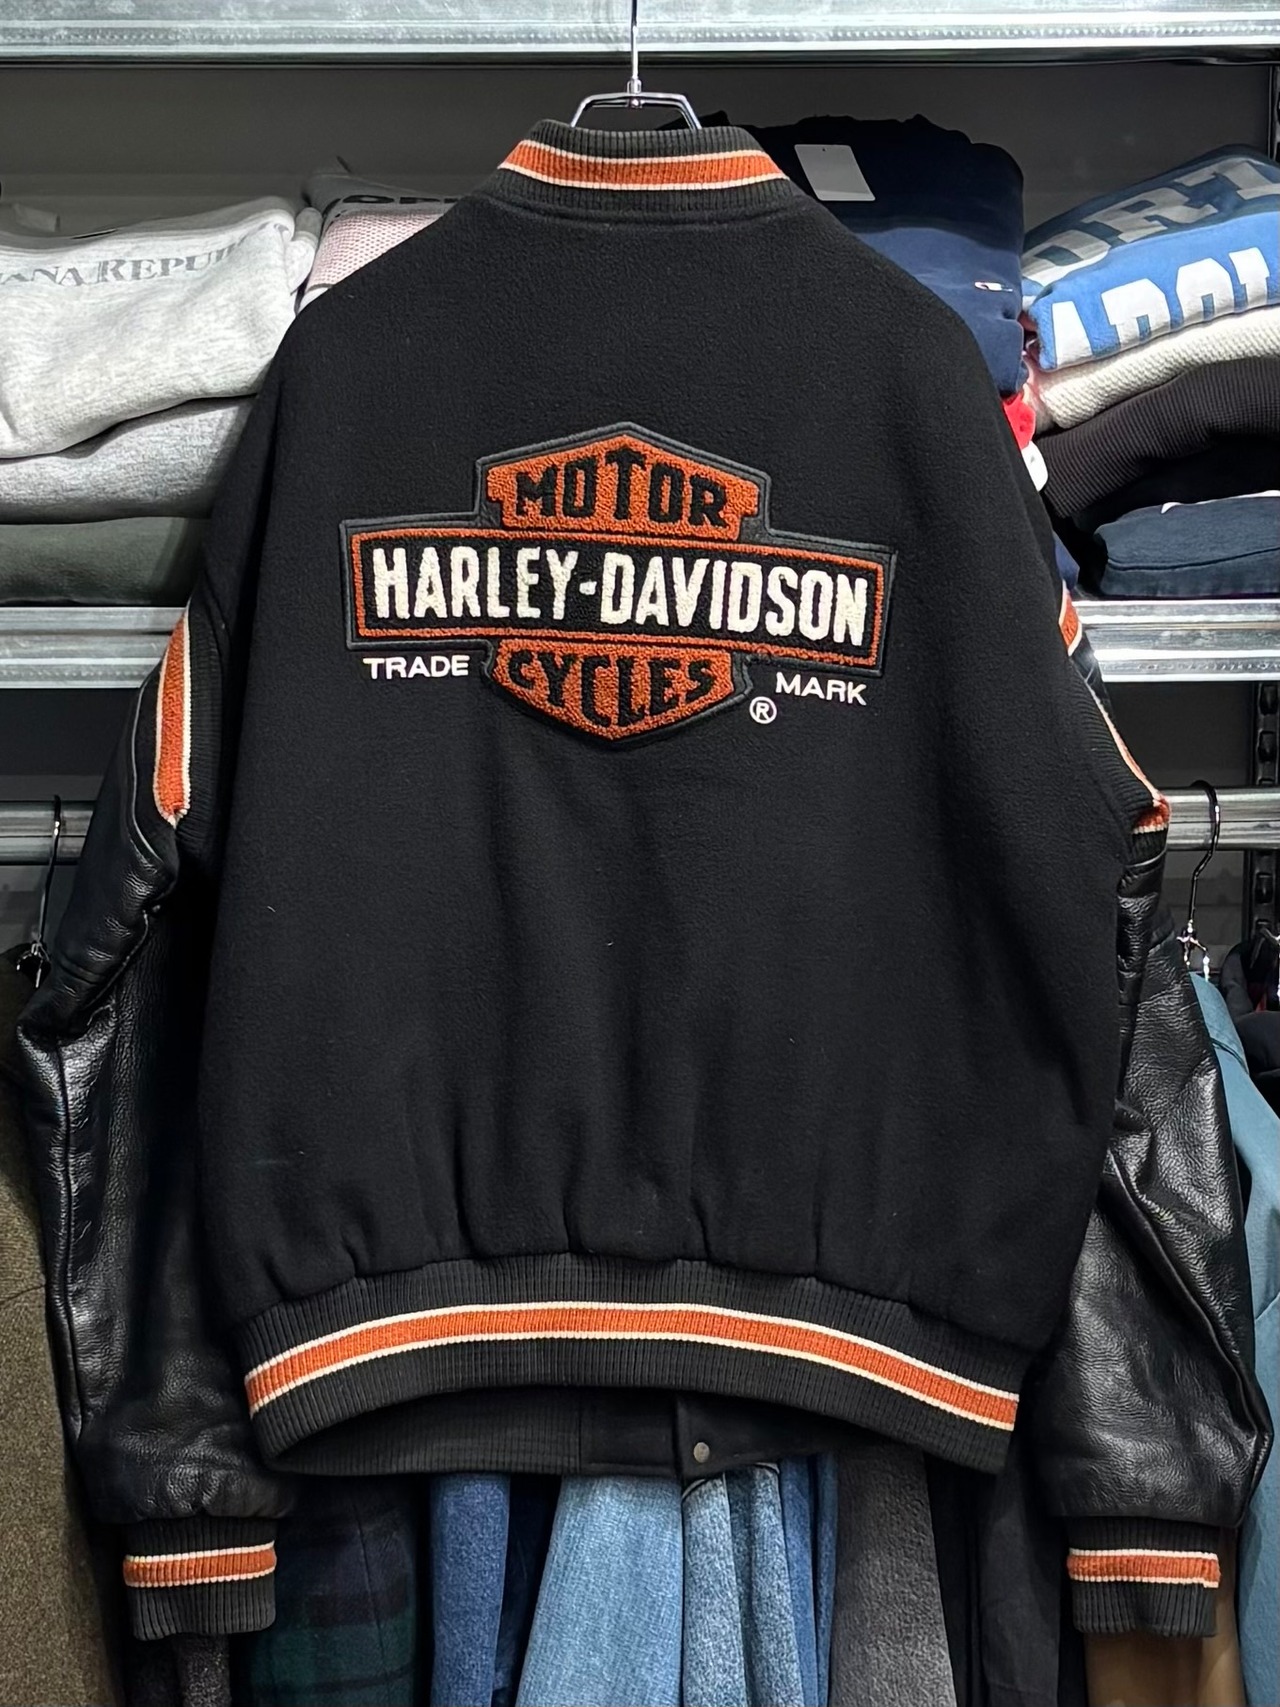 MOTOR
HARLEY-DAVIDSON
CYCLES
TRADE MARK
®